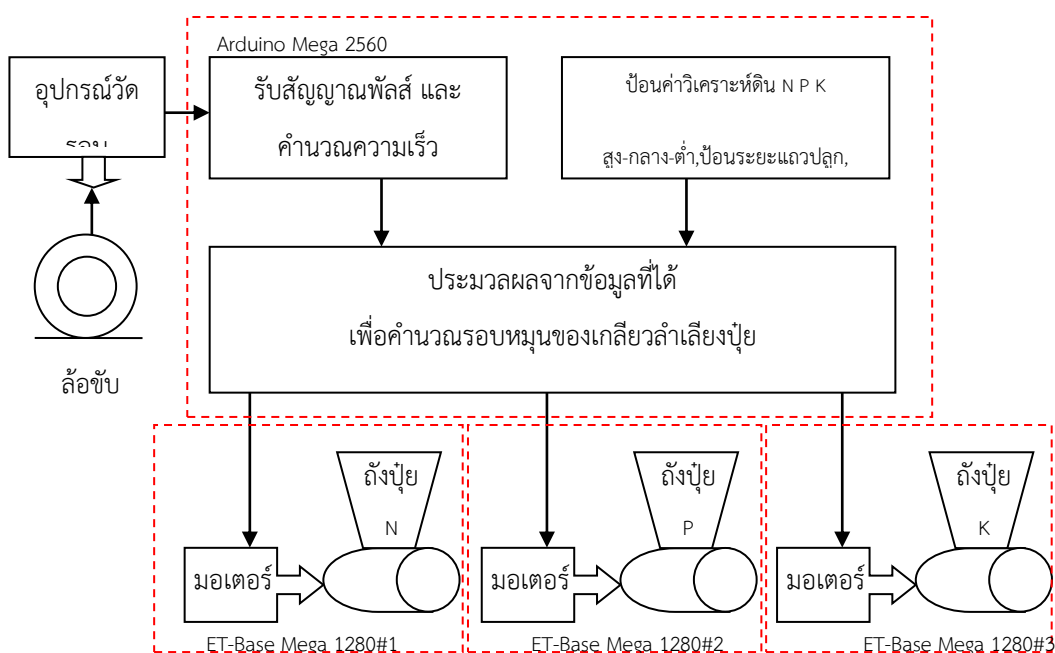 Arduino Mega 2560
อุปกรณ์วัด
รับสัญญาณพัลส์ และ
คำนวณความเร็ว
ป้อนค่าวิเคราะห์ดิน N P K
สูง-กลาง-ต่ำ,ป้อนระยะแถวปลูก,
ประมวลผลจากข้อมูลที่ได้
เพื่อคำนวณรอบหมุนของเกลียวลำเลียงปุ๋ย
ล้อขับ
ถังปุ๋ย
N
มอเตอร์
ET-Base Mega 1280#1
ถังปุ๋ย
P
มอเตอร์
ET-Base Mega 1280#2
ถังปุ๋ย
K
มอเตอร์
ET-Base Mega 1280#3